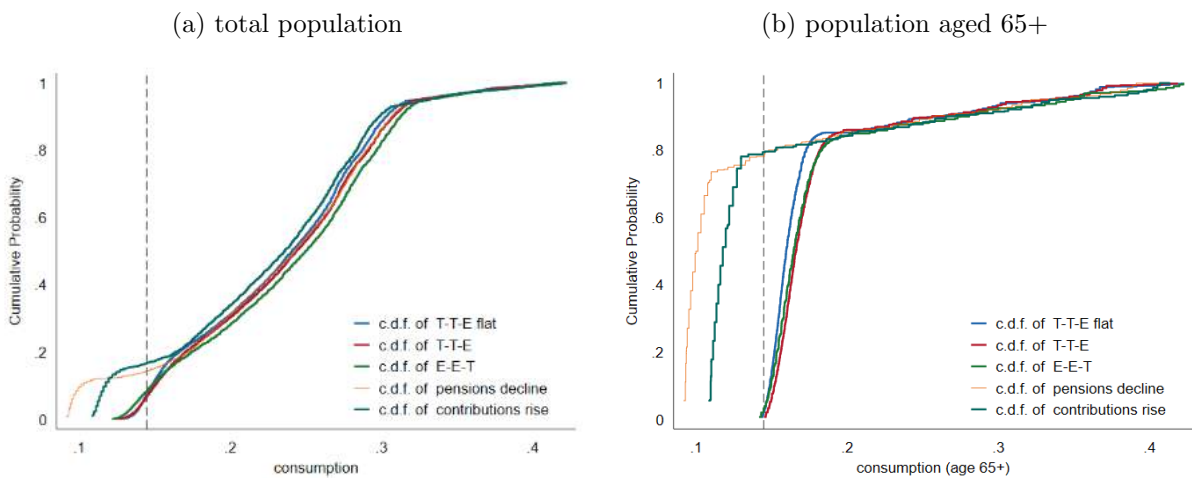 (a) total population
1
.8
.6
.4
.2
0
Cumulative Probability
c.d.f. of T-T-E flat
c.d.f. of T-T-E
c.d.f. of E-E-T
c.d.f. of pensions decline
c.d.f. of contributions rise
.1 .2 .3 .4
consumption
(b) population aged 65+
1
.8
.6
.4
.2
0
Cumulative Probability
c.d.f. of T-T-E flat
c.d.f. of T-T-E
c.d.f. of E-E-T
c.d.f. of pensions decline
c.d.f. of contributions rise
.1 .2 .3 .4
consumption (age 65+)